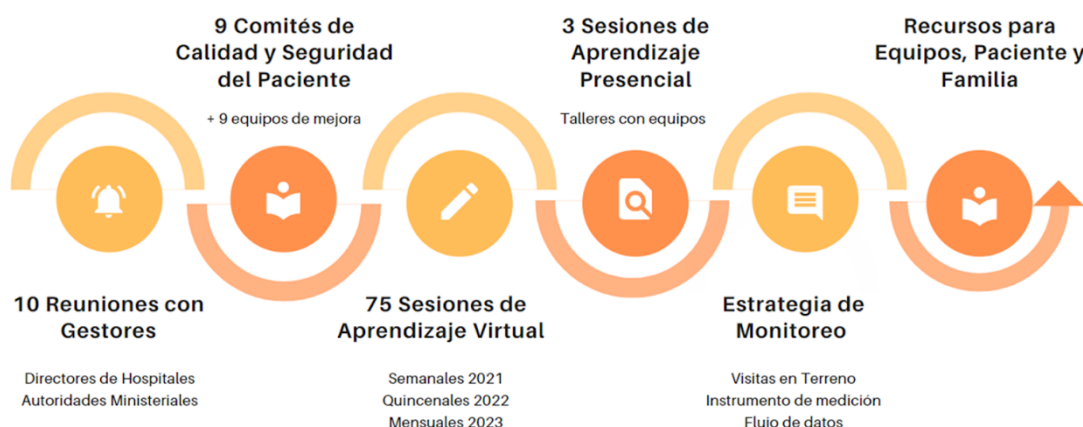 10 Reuniones con
Gestores
Directores de Hospitales
Autoridades Ministeriales
9 Comités de
Calidad y Seguridad
del Paciente
+ 9 equipos de mejora
75 Sesiones de
Aprendizaje Virtual
Semanales 2021
Quincenales 2022
Mensuales 2023
3 Sesiones de
Aprendizaje
Presencial
Talleres con equipos
Estrategia de
Monitoreo
Visitas en Terreno
Instrumento de medición
Flujo de datos
Recursos para
Equipos, Paciente y
Familia